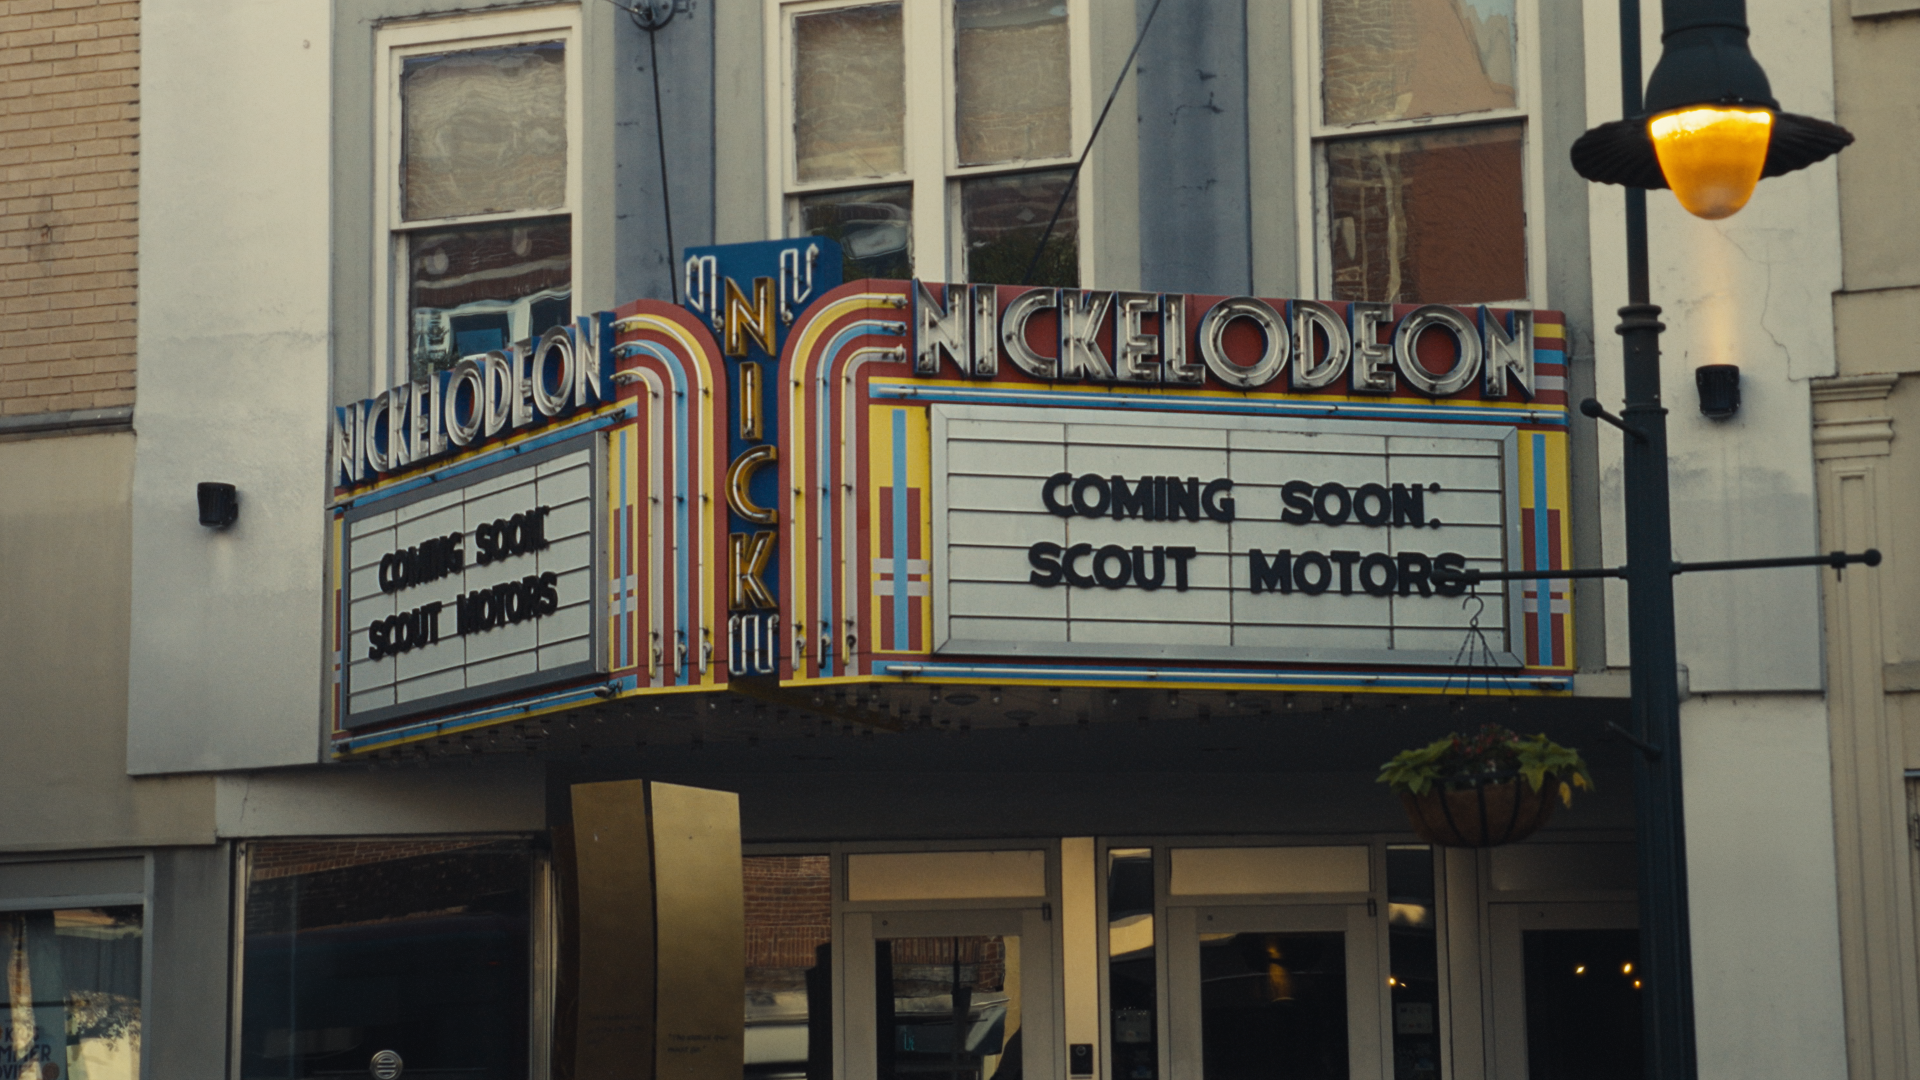 NICKELODEON
COMING SOON:
SCOUT MOTORS
NICK
NICKELODEON
COMING SOON:
SCOUT MOTORS